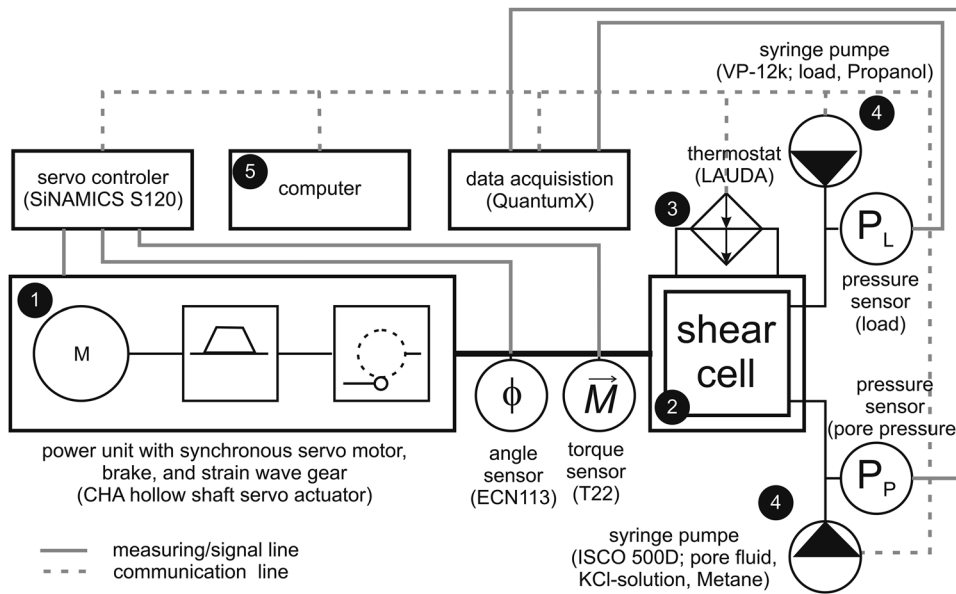 syringe pumpe
(VP-12k; load, Propanol)
4
servo controler
(SiNAMICS S120)
5
computer
data acquisistion
(QuantumX)
thermostat
(LAUDA)
3
PL
pressure
sensor
(load)
1
M
shear
cell
2
ϕ
M
angle
sensor
(ECN113)
torque
sensor
(T22)
pressure
sensor
(pore pressure
PP
power unit with synchronous servo motor,
brake, and strain wave gear
(CHA hollow shaft servo actuator)
4
syringe pumpe
(ISCO 500D; pore fluid,
KCl-solution, Metane)
measuring/signal line
communication line